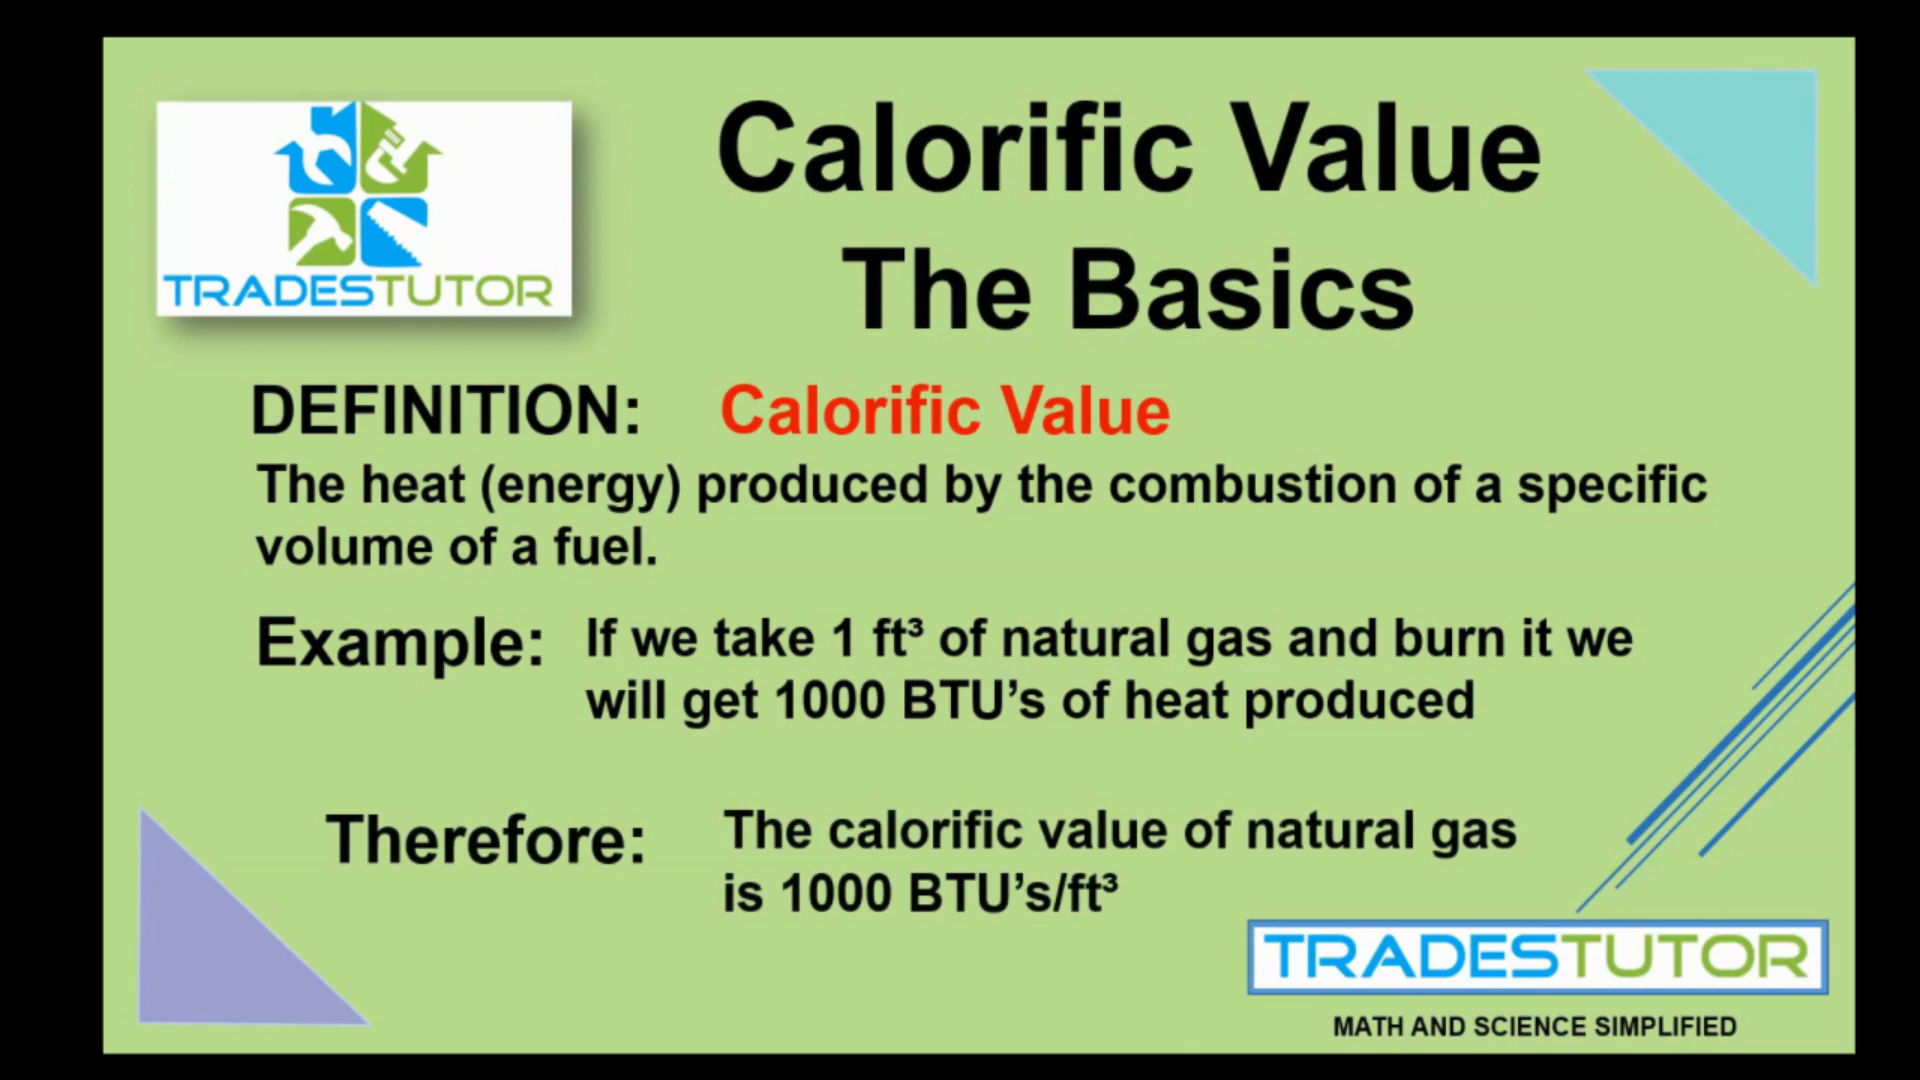 TRADESTUTOR
Calorific Value
The Basics
DEFINITION: Calorific Value
The heat (energy) produced by the combustion of a specific
volume of a fuel.
Example: If we take 1 ft³ of natural gas and burn it we
will get 1000 BTU’s of heat produced
Therefore: The calorific value of natural gas
is 1000 BTU’s/ft³
TRADESTUTOR
MATH AND SCIENCE SIMPLIFIED